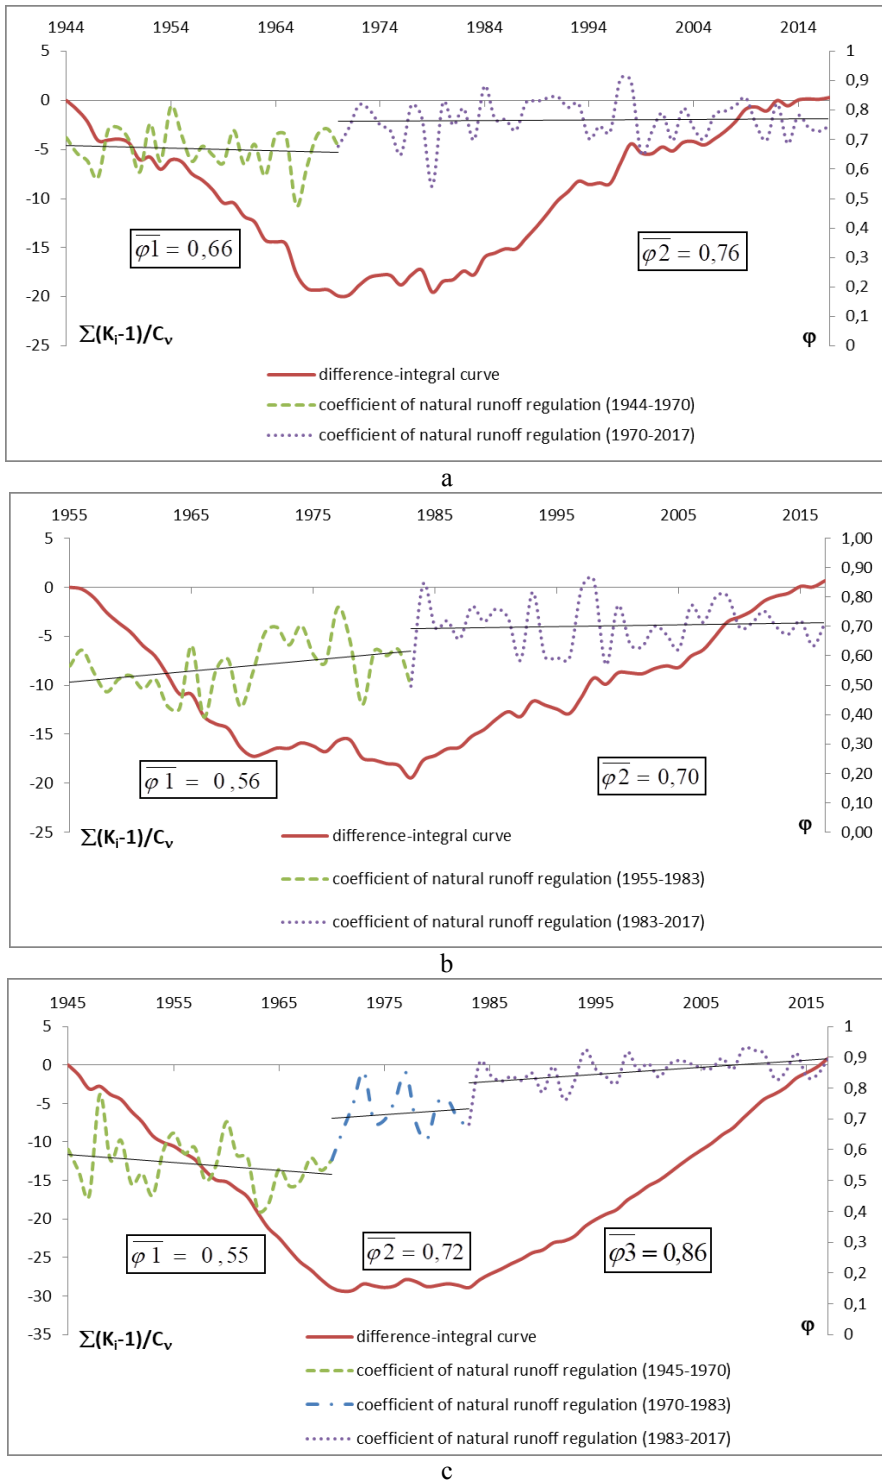 1944 1954 1964 1974 1984 1994 2004 2014
5 1
0,9
0 0,8
-5 0,7
0,6
-10 0,5
0,4
-15 φ1 = 0,66 φ2 = 0,76 0,3
-20 0,2
0,1
-25 Σ(Ki-1)/Cv φ 0
difference-integral curve
coefficient of natural runoff regulation (1944-1970)
coefficient of natural runoff regulation (1970-2017)
a
1955 1965 1975 1985 1995 2005 2015
5 1,00
0,90
0 0,80
-5 0,70
0,60
-10 0,50
0,40
-15 0,30
φ1 = 0,56 φ2 = 0,70
-20 0,20
0,10
-25 Σ(Ki-1)/Cv φ 0,00
difference-integral curve
coefficient of natural runoff regulation (1955-1983)
coefficient of natural runoff regulation (1983-2017)
b
1945 1955 1965 1975 1985 1995 2005 2015
5 1
0 0,9
-5 0,8
0,7
-10 0,6
-15 0,5
-20 0,4
0,3
-25 φ1 = 0,55 φ2 = 0,72 φ3 = 0,86
-30 0,2
0,1
-35 Σ(Ki-1)/Cv φ 0
difference-integral curve
coefficient of natural runoff regulation (1945-1970)
coefficient of natural runoff regulation (1970-1983)
coefficient of natural runoff regulation (1983-2017)
c